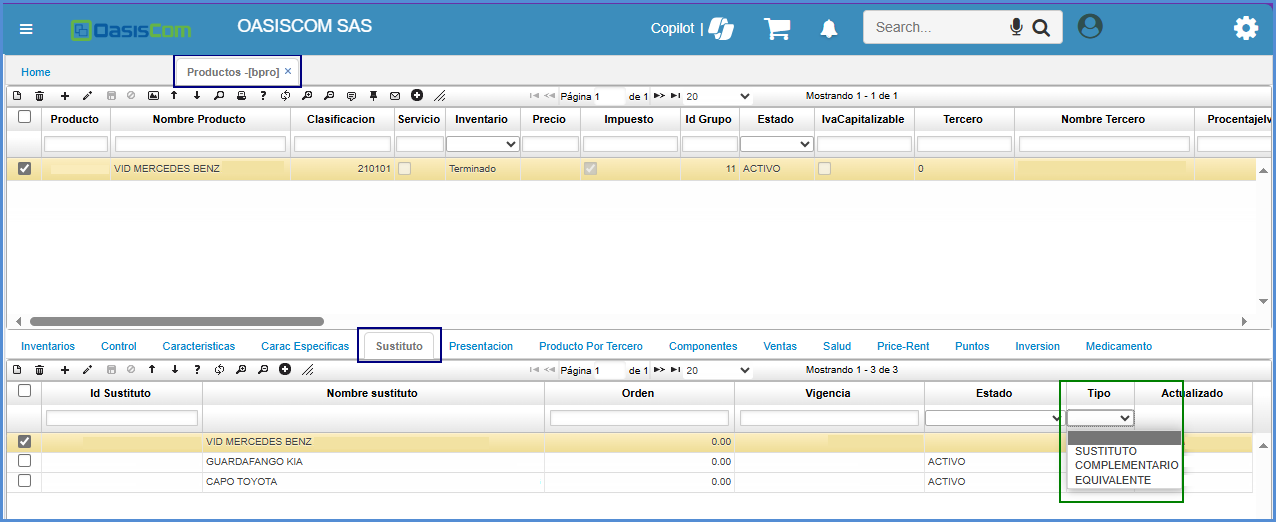 OasisCom
OASISCOM SAS
Copilot |
Search...
Home
Productos -[bpro] ×
Página 1 de 1 20 Mostrando 1 - 1 de 1
Producto Nombre Producto Clasificacion Servicio Inventario Precio Impuesto Id Grupo Estado IvaCapitalizable Tercero Nombre Tercero ProcentajeIv
VID MERCEDES BENZ 210101 Terminado 11 ACTIVO 0
Inventarios Control Caracteristicas Carac Especificas Sustituto Presentacion Producto Por Tercero Componentes Ventas Salud Price-Rent Puntos Inversion Medicamento
Página 1 de 1 20 Mostrando 1 - 3 de 3
Id Sustituto Nombre sustituto Orden Vigencia Estado Tipo Actualizado
VID MERCEDES BENZ 0.00
SUSTITUTO
GUARDAFANGO KIA 0.00 ACTIVO
COMPLEMENTARIO
CAPO TOYOTA 0.00 ACTIVO
EQUIVALENTE